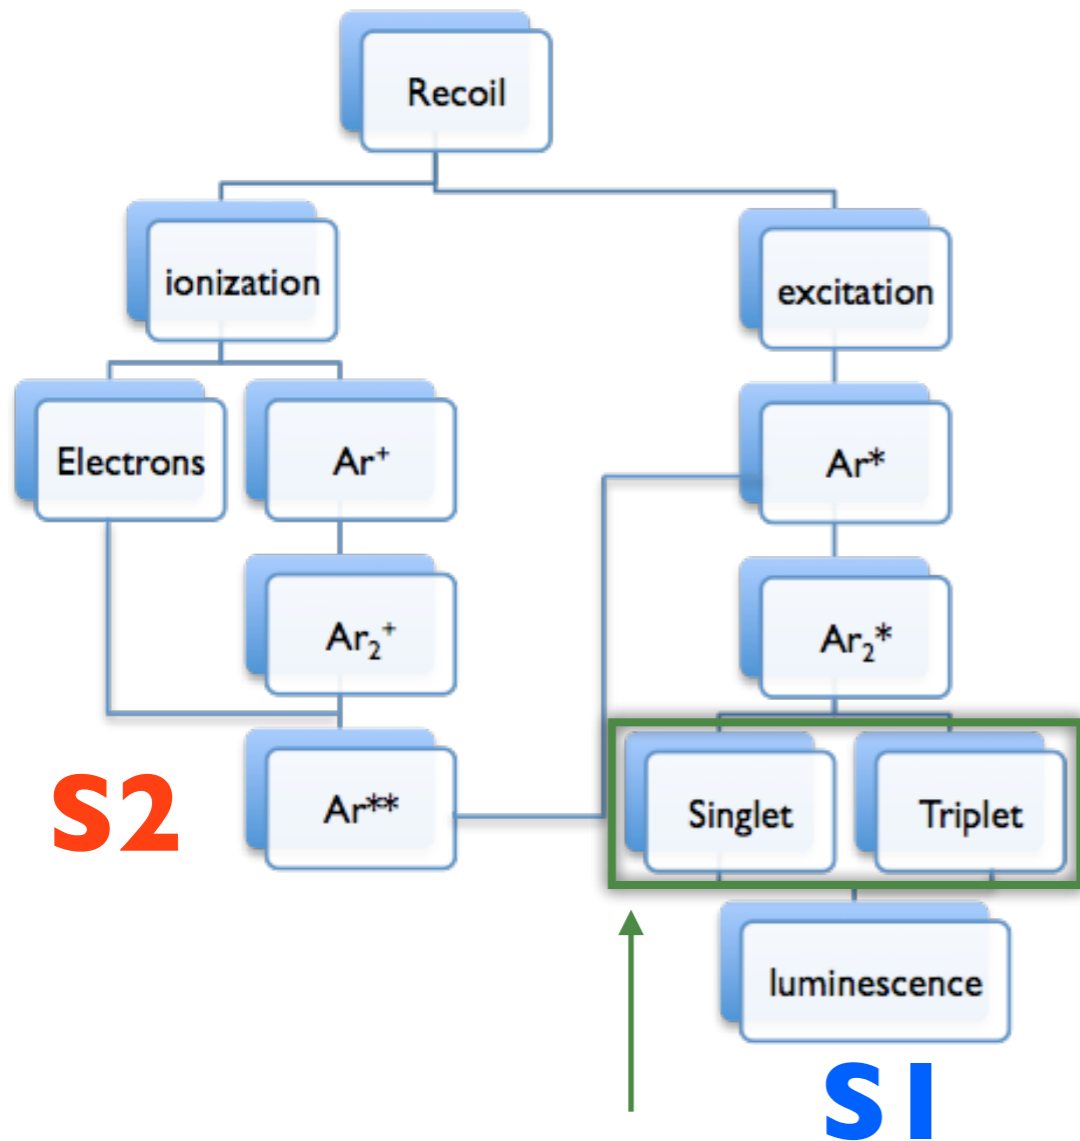 Recoil
ionization
excitation
Electrons
Ar⁺
Ar*
Ar₂⁺
Ar₂*
S2
Ar**
Singlet
Triplet
luminescence
S1